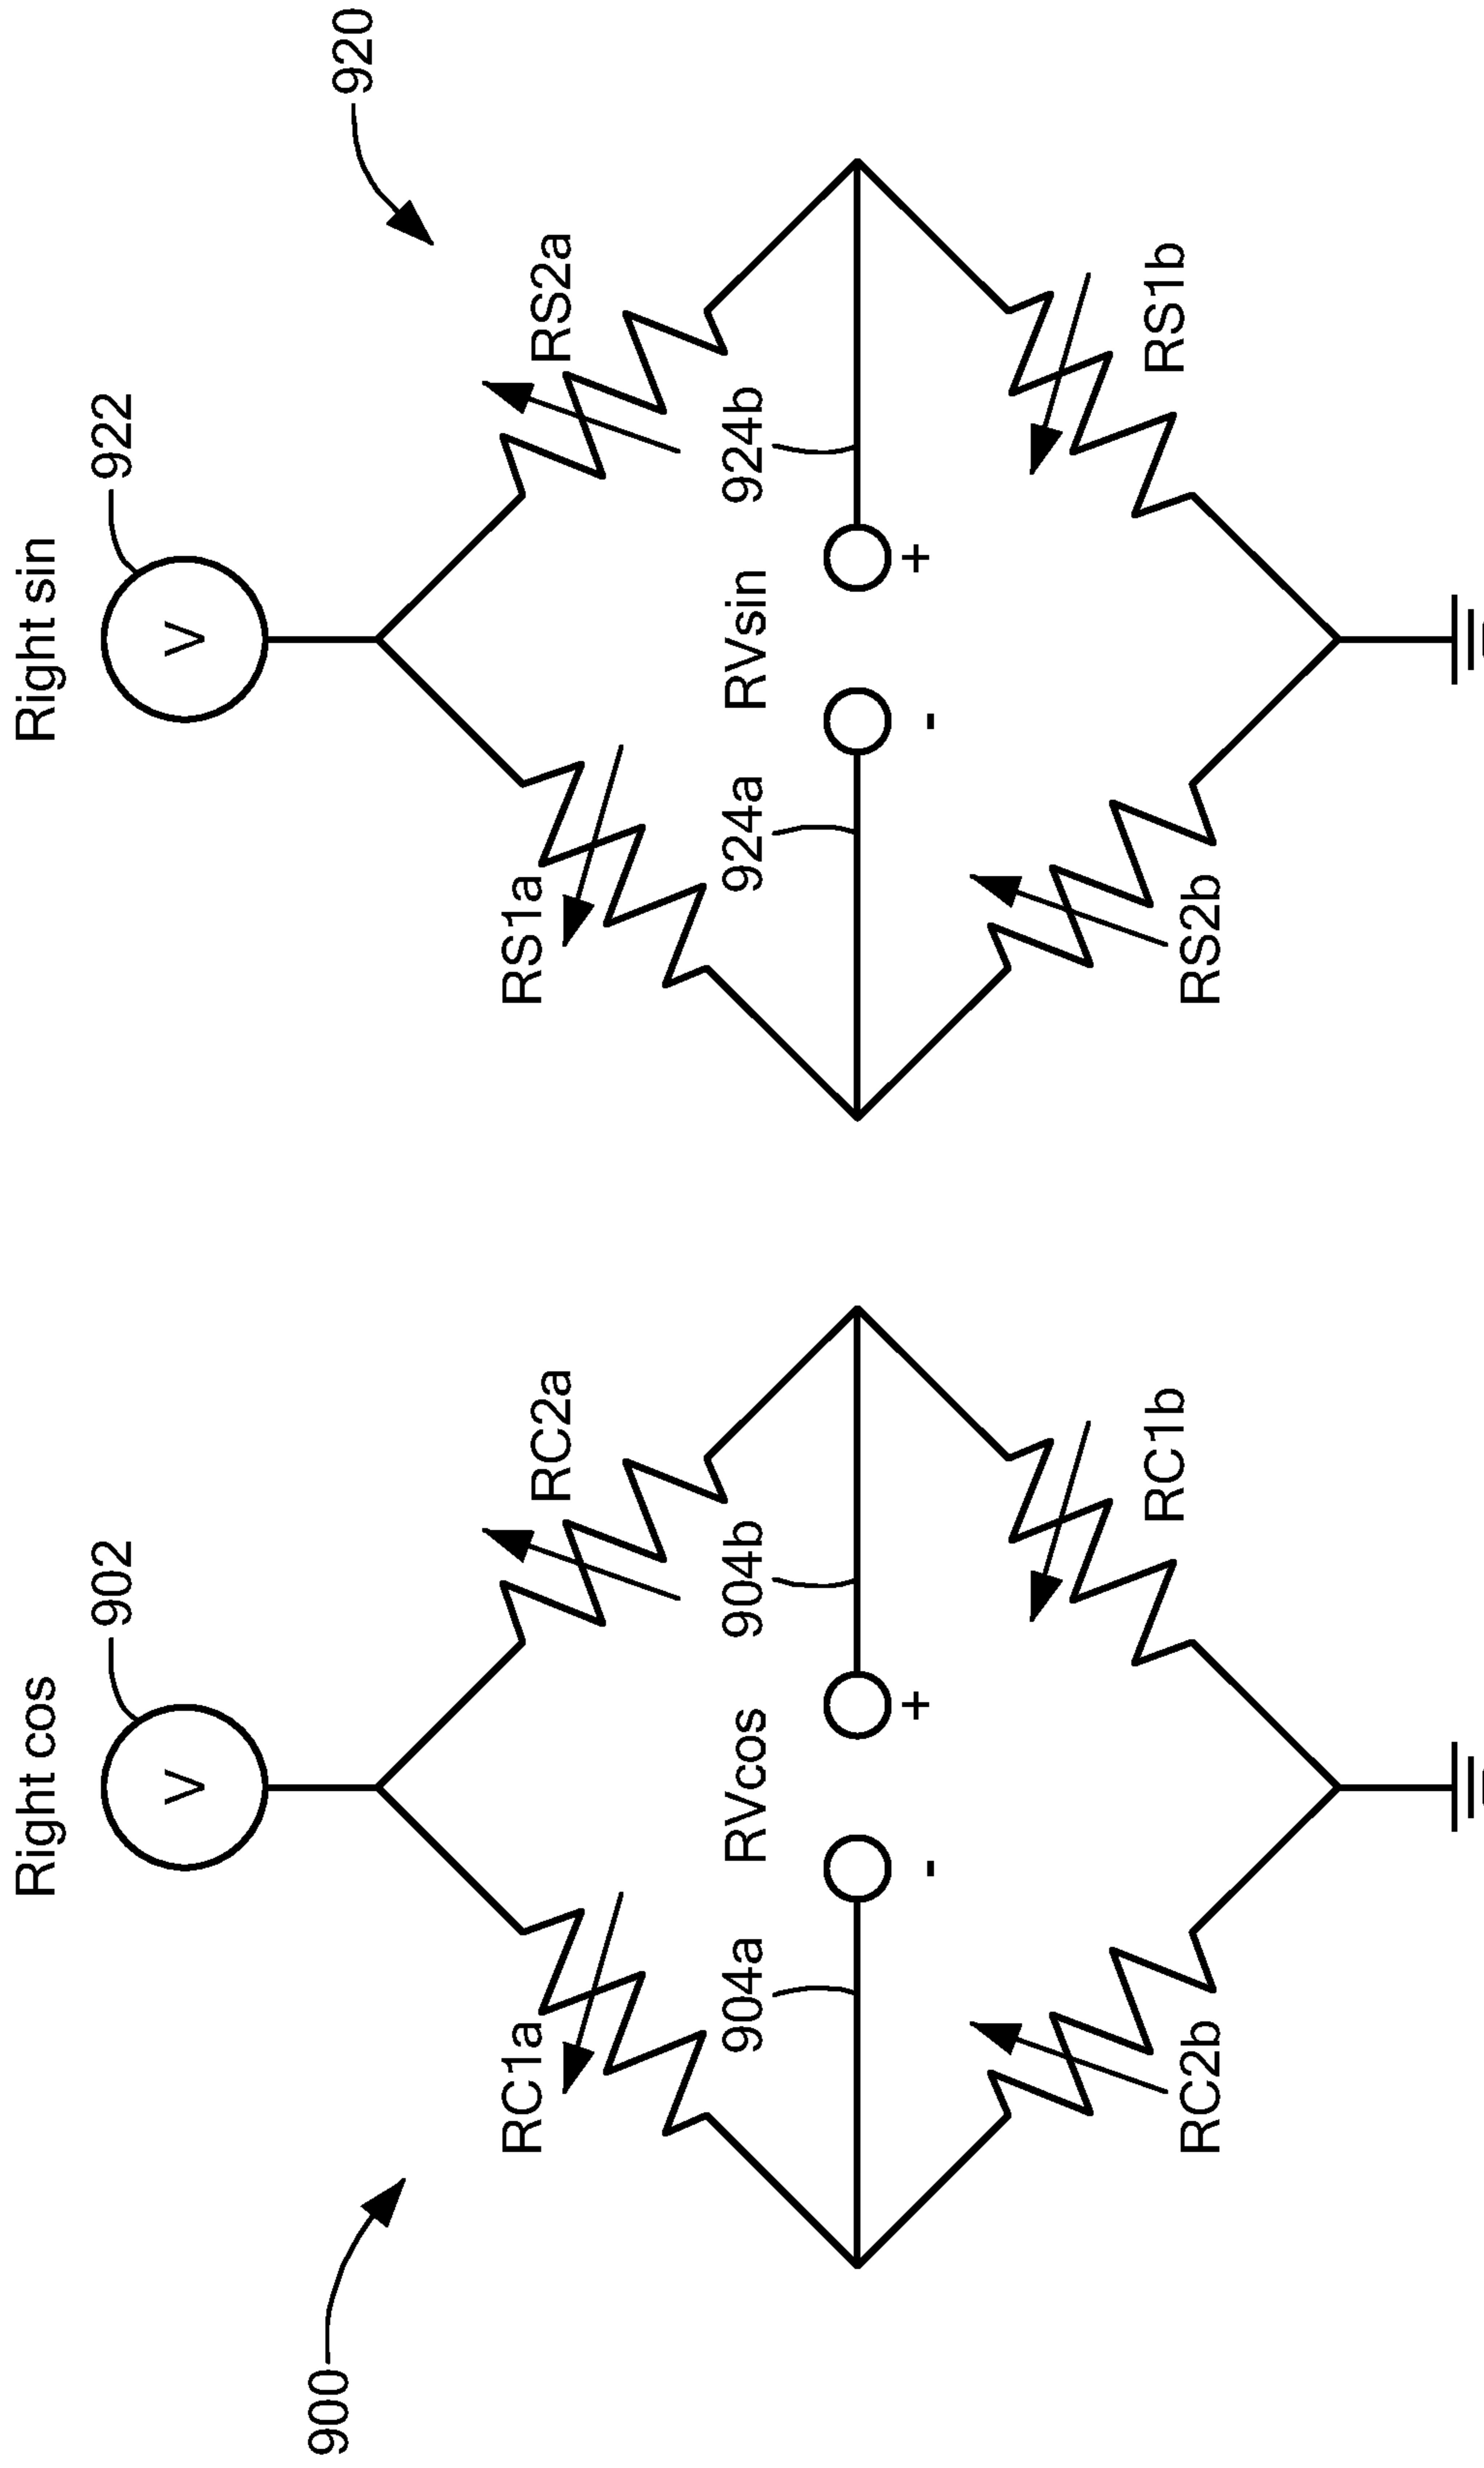 900
Right cos
902
V
RC1a
RC2a
904a
RVcos
904b
-
+
RC2b
RC1b
920
Right sin
922
V
RS1a
RS2a
924a
RVsin
924b
-
+
RS2b
RS1b